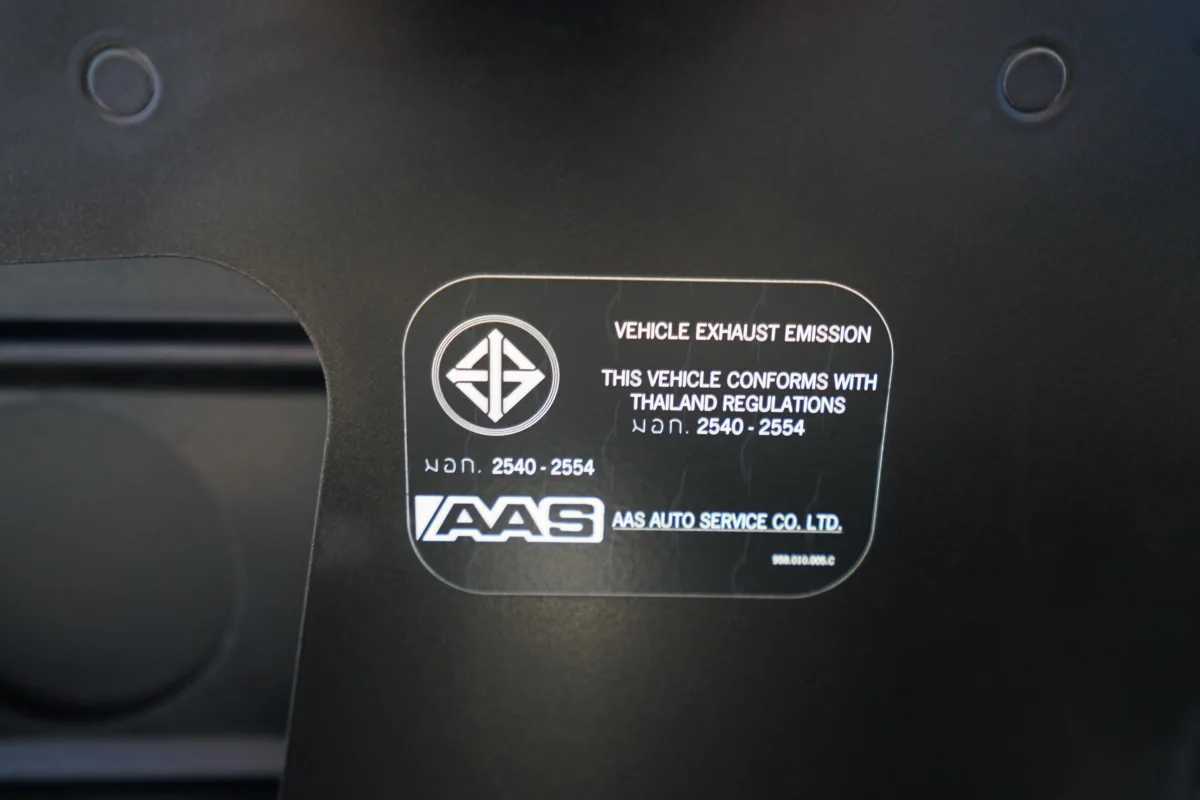 VEHICLE EXHAUST EMISSION
THIS VEHICLE CONFORMS WITH
THAILAND REGULATIONS
มอก. 2540 - 2554
มอก. 2540 - 2554
AAS AAS AUTO SERVICE CO. LTD.